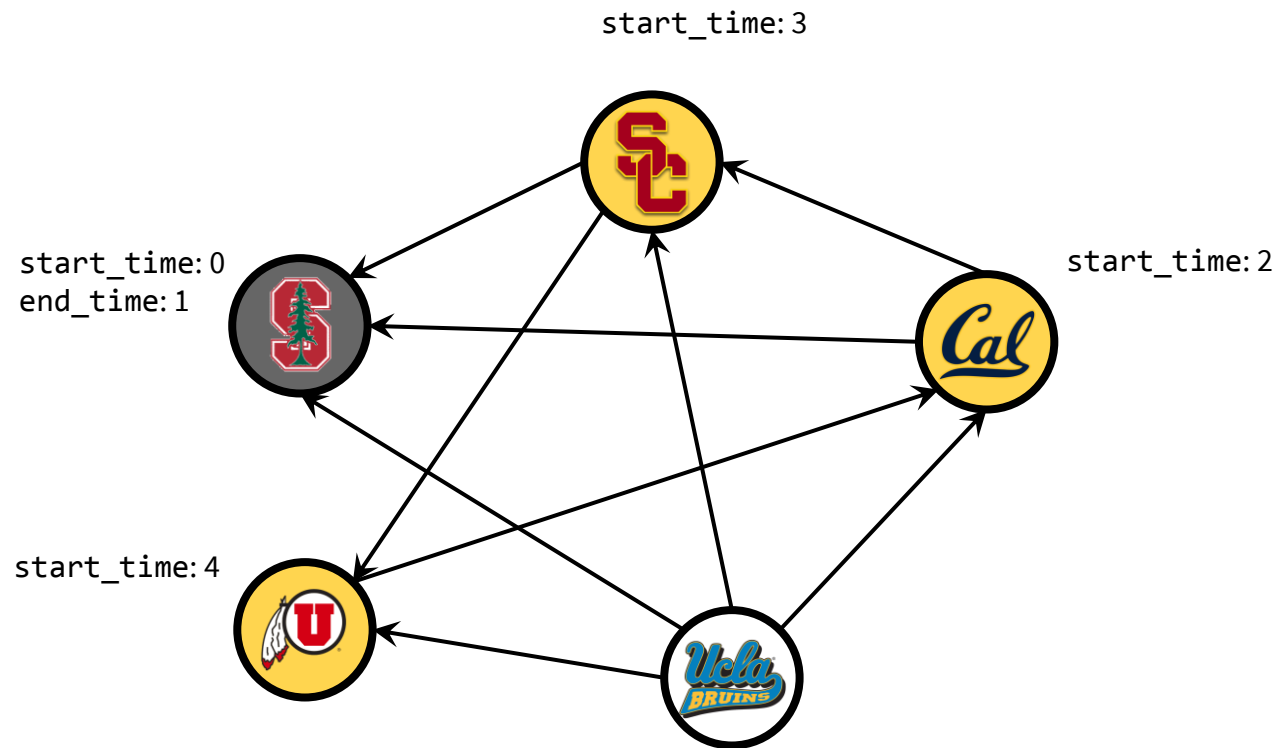 start_time: 3
SC
start_time: 0
end_time: 1
S
start_time: 2
Cal
start_time: 4
U
Ucla
BRUINS